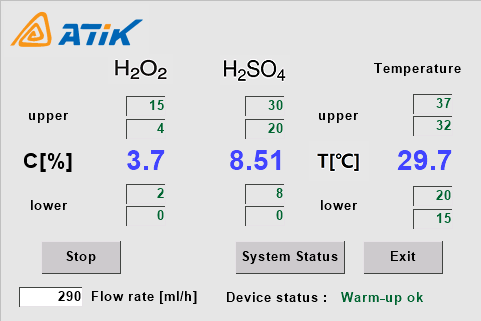 ATiK
H2O2 H2SO4 Temperature
upper 15 30 upper 37
4 20 32
C[%] 3.7 8.51 T[℃] 29.7
lower 2 8 lower 20
0 0 15
Stop System Status Exit
290 Flow rate [ml/h] Device status : Warm-up ok